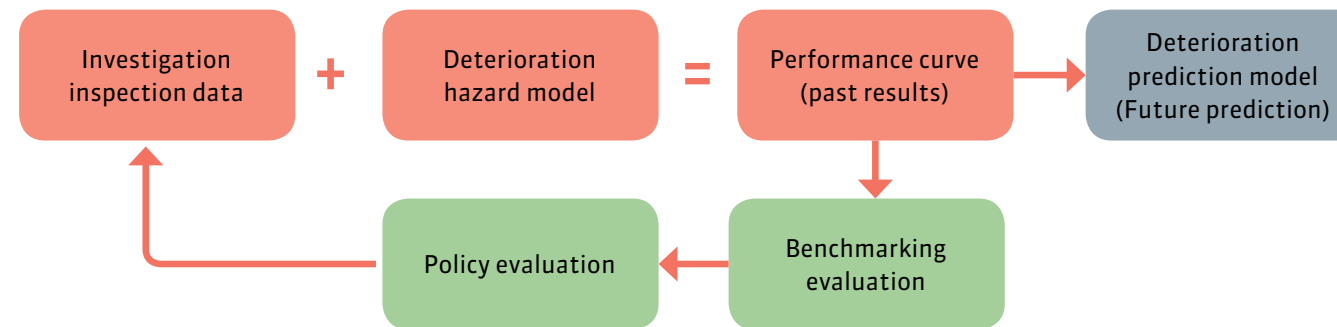 Investigation
inspection data
+
Deterioration
hazard model
=
Performance curve
(past results)
Deterioration
prediction model
(Future prediction)
Policy evaluation
Benchmarking
evaluation